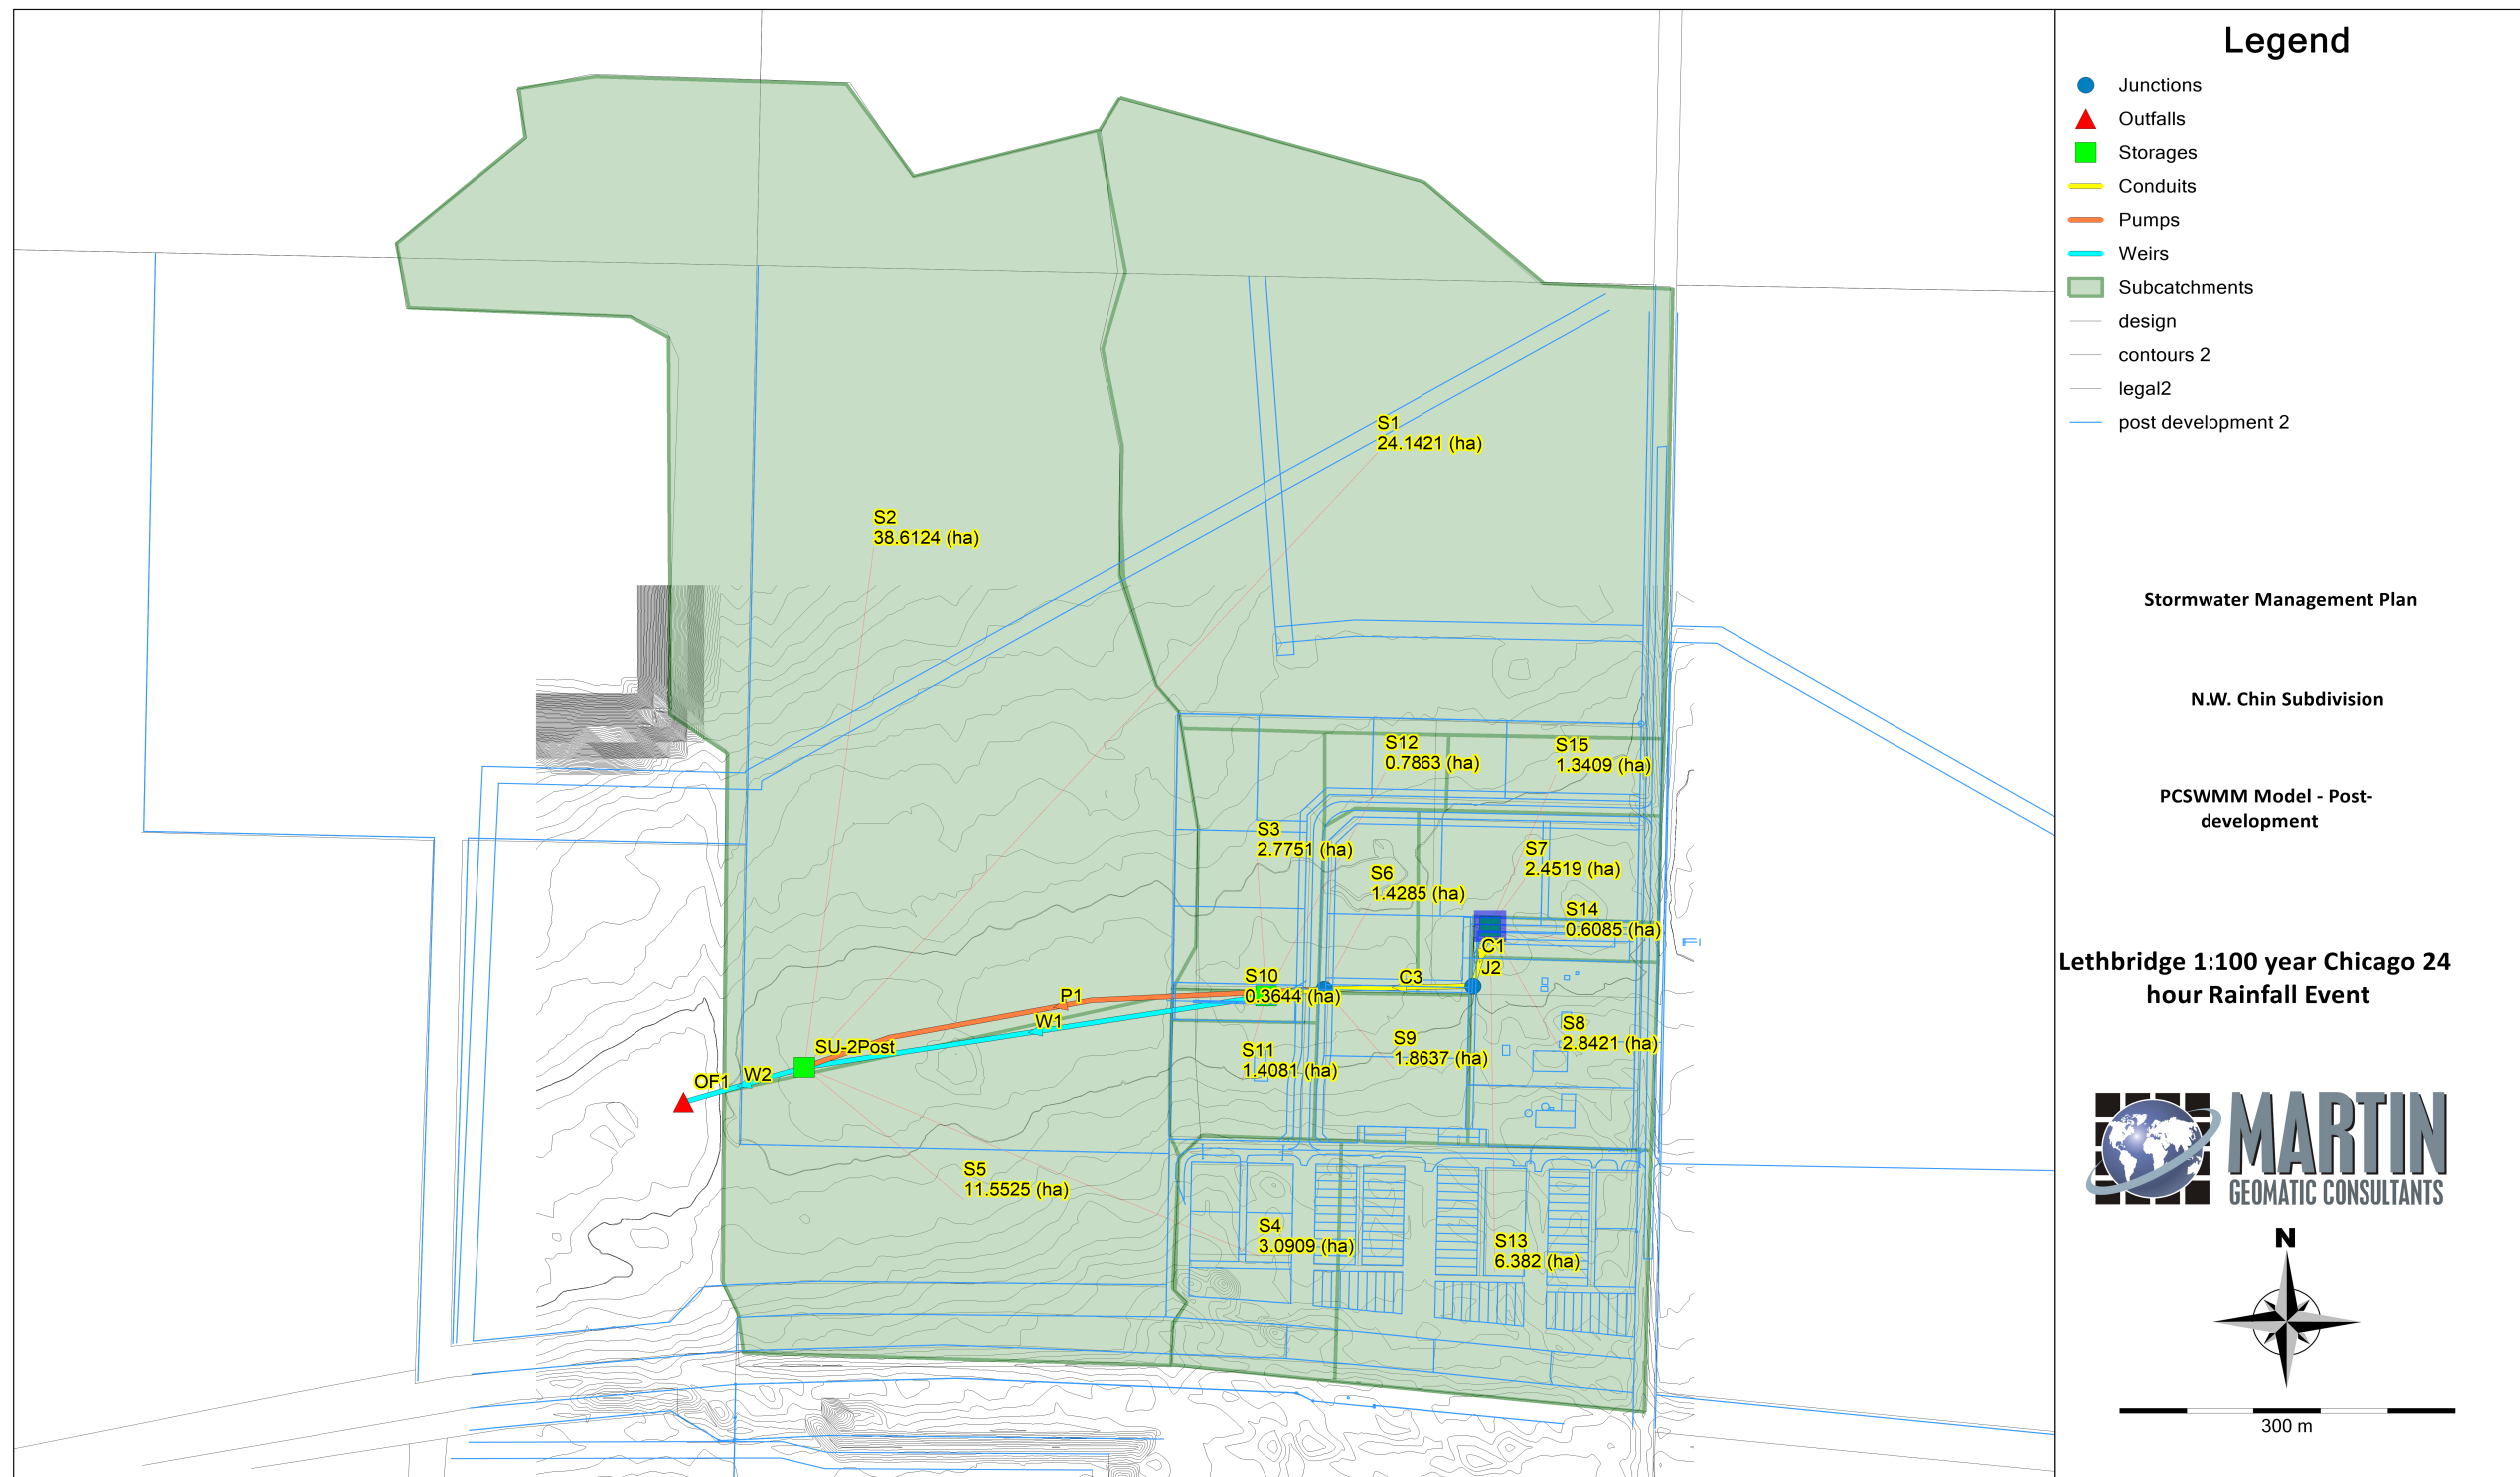 Legend
Junctions
Outfalls
Storages
Conduits
Pumps
Weirs
Subcatchments
design
contours 2
legal2
post development 2
Stormwater Management Plan
N.W. Chin Subdivision
PCSWMM Model - Post-
development
Lethbridge 1:100 year Chicago 24
hour Rainfall Event
MARTIN
GEOMATIC CONSULTANTS
N
300 m
S1
24.1421 (ha)
S2
38.6124 (ha)
S12
0.7863 (ha)
S15
1.3409 (ha)
S3
2.7751 (ha)
S7
2.4519 (ha)
S6
1.4285 (ha)
S14
0.6085 (ha)
C1
J2
C3
S10
0.3644 (ha)
P1
W1
SU-2Post
W2
OF1
S8
2.8421 (ha)
S9
1.8637 (ha)
S11
1.4081 (ha)
S5
11.5525 (ha)
S4
3.0909 (ha)
S13
6.382 (ha)